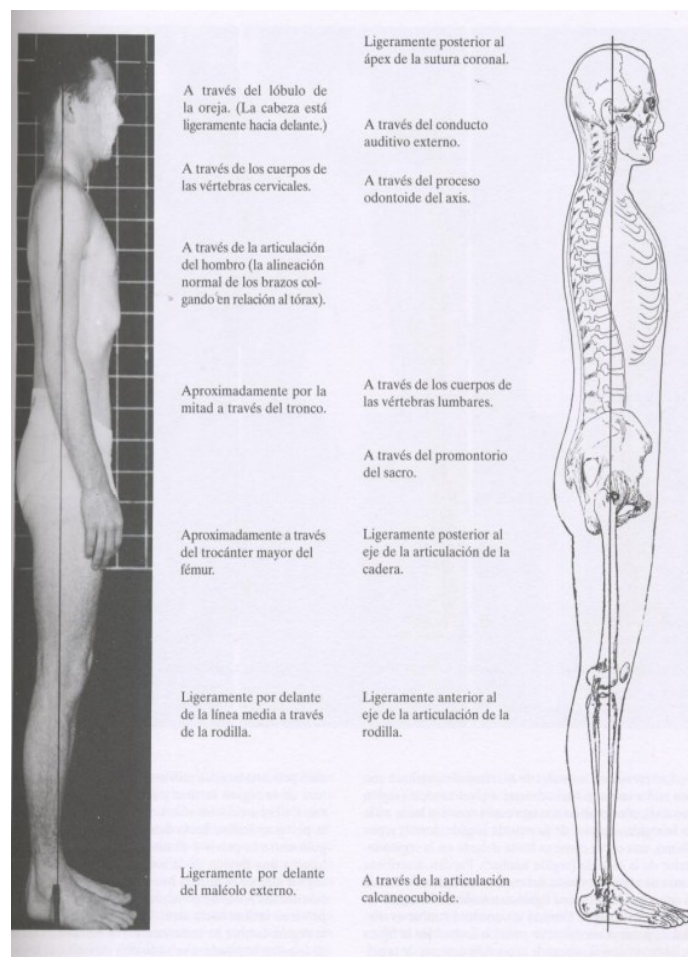 A través del lóbulo de
la oreja. (La cabeza está
ligeramente hacia delante.)
A través de los cuerpos de
las vértebras cervicales.
A través de la articulación
del hombro (la alineación
normal de los brazos col-
gando en relación al tórax).
Aproximadamente por la
mitad a través del tronco.
Aproximadamente a través
del trocánter mayor del
fémur.
Ligeramente por delante
de la línea media a través
de la rodilla.
Ligeramente por delante
del maléolo externo.
Ligeramente posterior al
ápex de la sutura coronal.
A través del conducto
auditivo externo.
A través del proceso
odontoide del axis.
A través de los cuerpos de
las vértebras lumbares.
A través del promontorio
del sacro.
Ligeramente posterior al
eje de la articulación de la
cadera.
Ligeramente anterior al
eje de la articulación de la
rodilla.
A través de la articulación
calcaneocuboide.